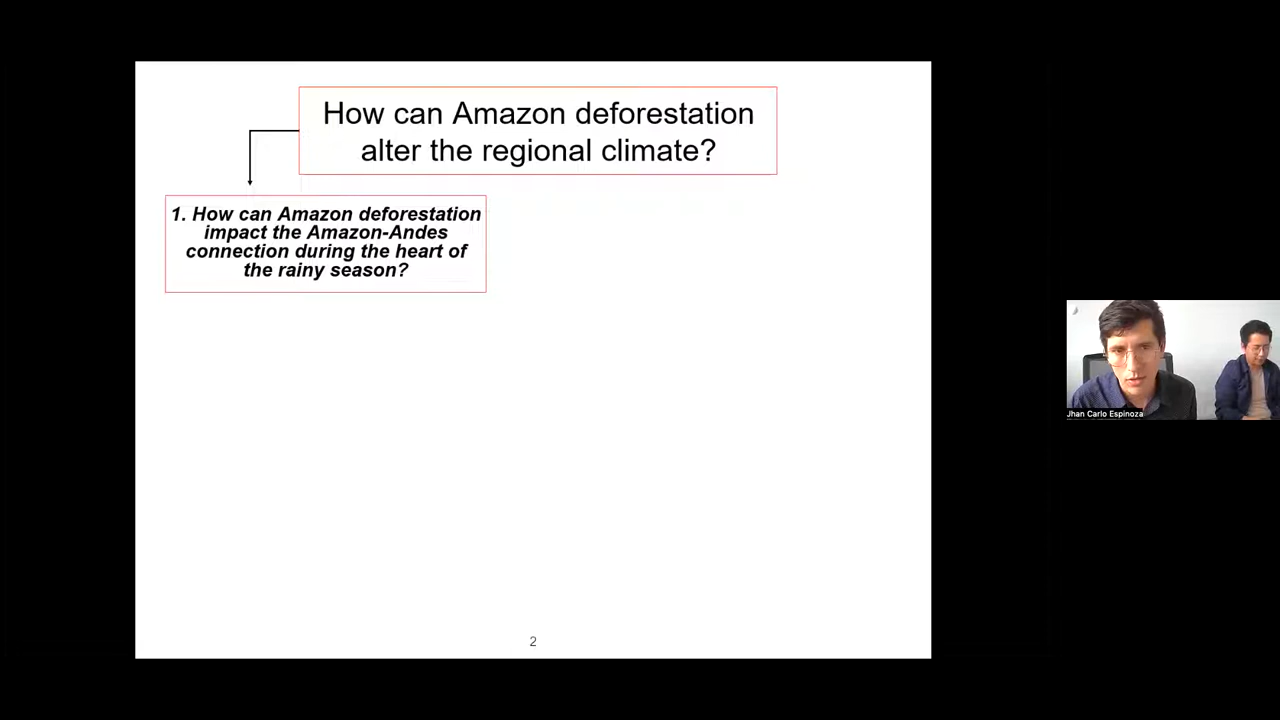 How can Amazon deforestation
alter the regional climate?
1. How can Amazon deforestation
impact the Amazon-Andes
connection during the heart of
the rainy season?
Jhan Carlo Espinoza
2